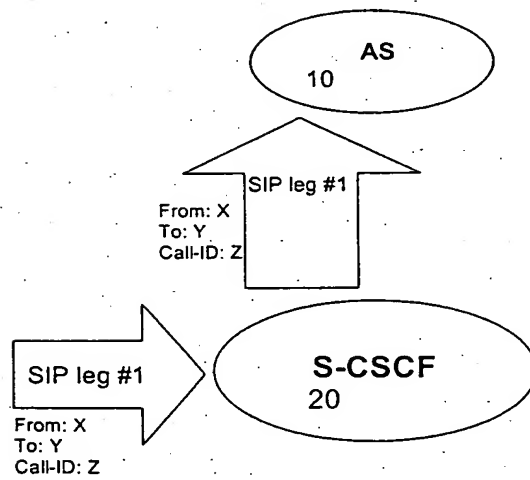 AS
10
SIP leg #1
From: X
To: Y
Call-ID: Z
S-CSCF
20
SIP leg #1
From: X
To: Y
Call-ID: Z